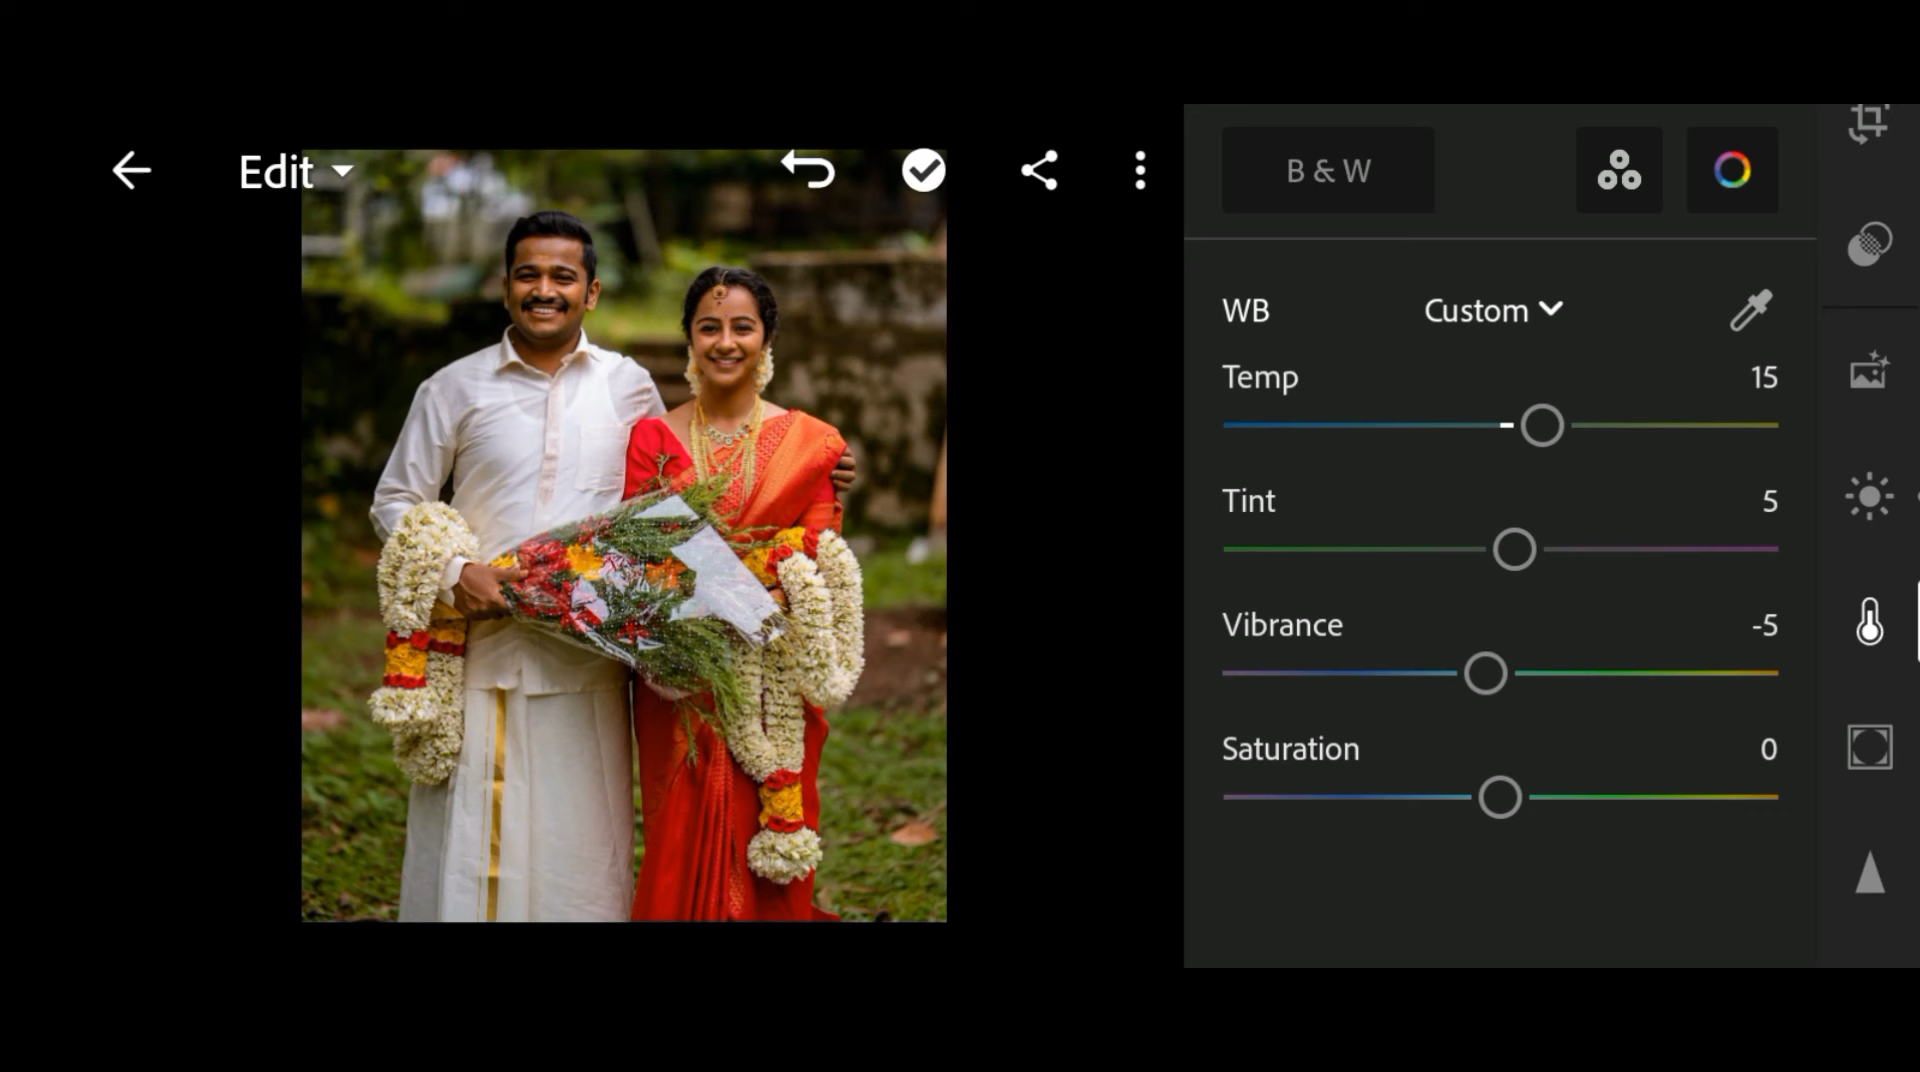 Edit
B & W
WB Custom
Temp 15
Tint 5
Vibrance -5
Saturation 0